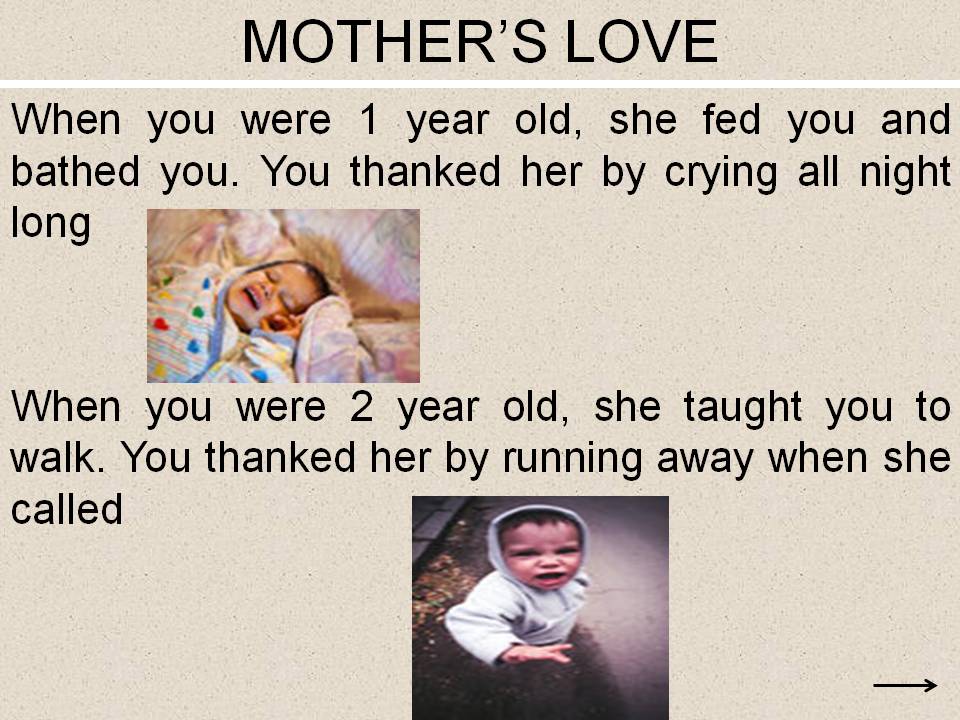 MOTHER’S LOVE
When you were 1 year old, she fed you and
bathed you. You thanked her by crying all night
long
When you were 2 year old, she taught you to
walk. You thanked her by running away when she
called